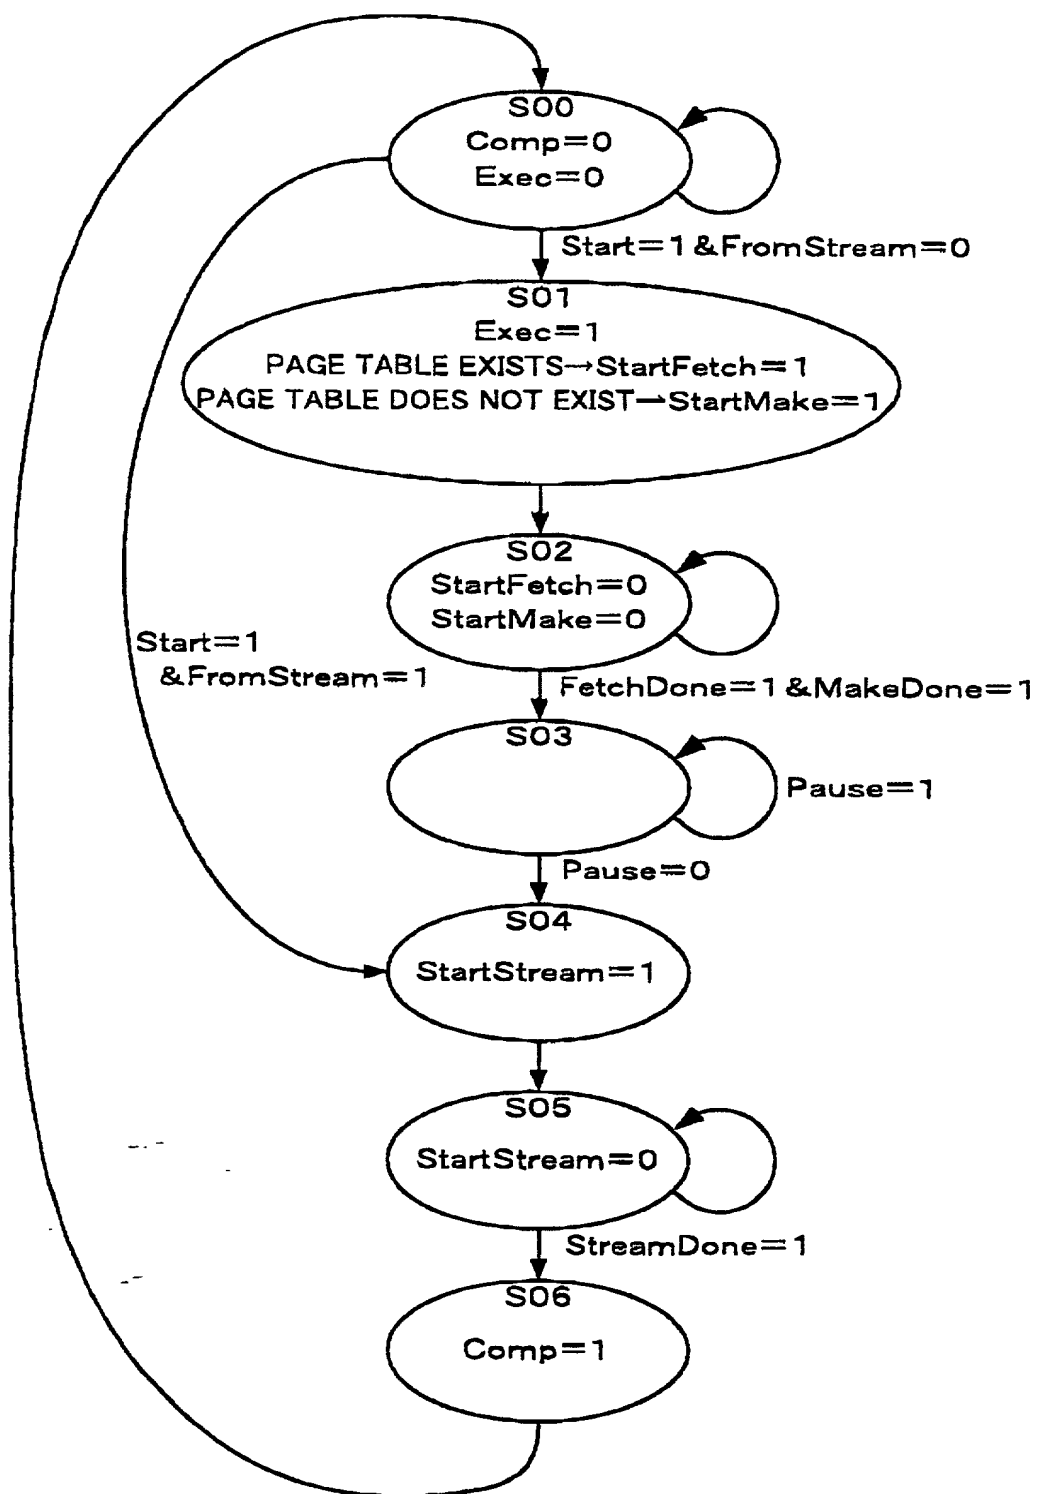 S00
Comp=0
Exec=0
Start=1&FromStream=0
S01
Exec=1
PAGE TABLE EXISTS→StartFetch=1
PAGE TABLE DOES NOT EXIST→StartMake=1
S02
StartFetch=0
StartMake=0
Start=1
&FromStream=1
FetchDone=1&MakeDone=1
S03
Pause=1
Pause=0
S04
StartStream=1
S05
StartStream=0
StreamDone=1
S06
Comp=1